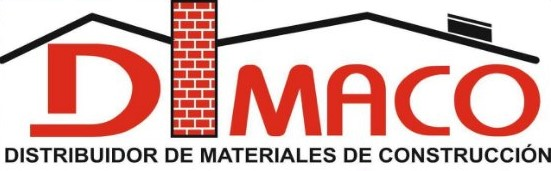 DIMACO
DISTRIBUIDOR DE MATERIALES DE CONSTRUCCIÓN